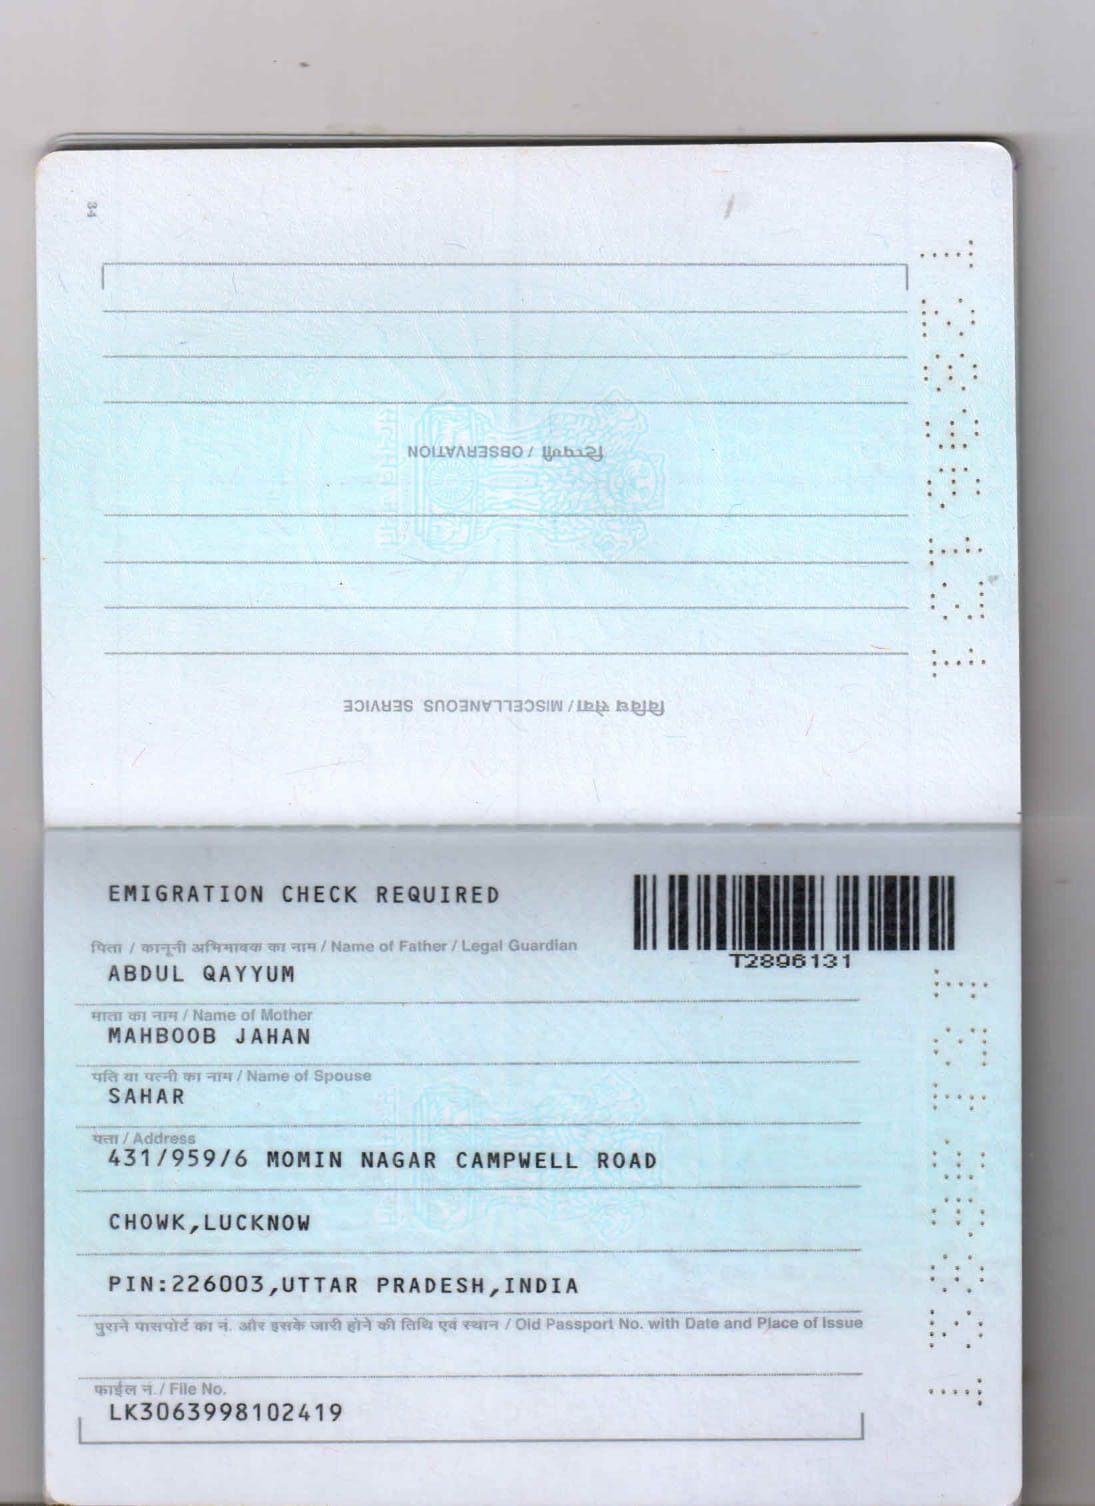 34
टिप्पणी / OBSERVATION
विविध सेवा / MISCELLANEOUS SERVICE
EMIGRATION CHECK REQUIRED
T2896131
पिता / कानूनी अभिभावक का नाम / Name of Father / Legal Guardian
ABDUL QAYYUM
माता का नाम / Name of Mother
MAHBOOB JAHAN
पति या पत्नी का नाम / Name of Spouse
SAHAR
पता / Address
431/959/6 MOMIN NAGAR CAMPWELL ROAD
CHOWK,LUCKNOW
PIN:226003,UTTAR PRADESH,INDIA
पुराने पासपोर्ट का नं. और इसके जारी होने की तिथि एवं स्थान / Old Passport No. with Date and Place of Issue
फाईल नं. / File No.
LK3063998102419